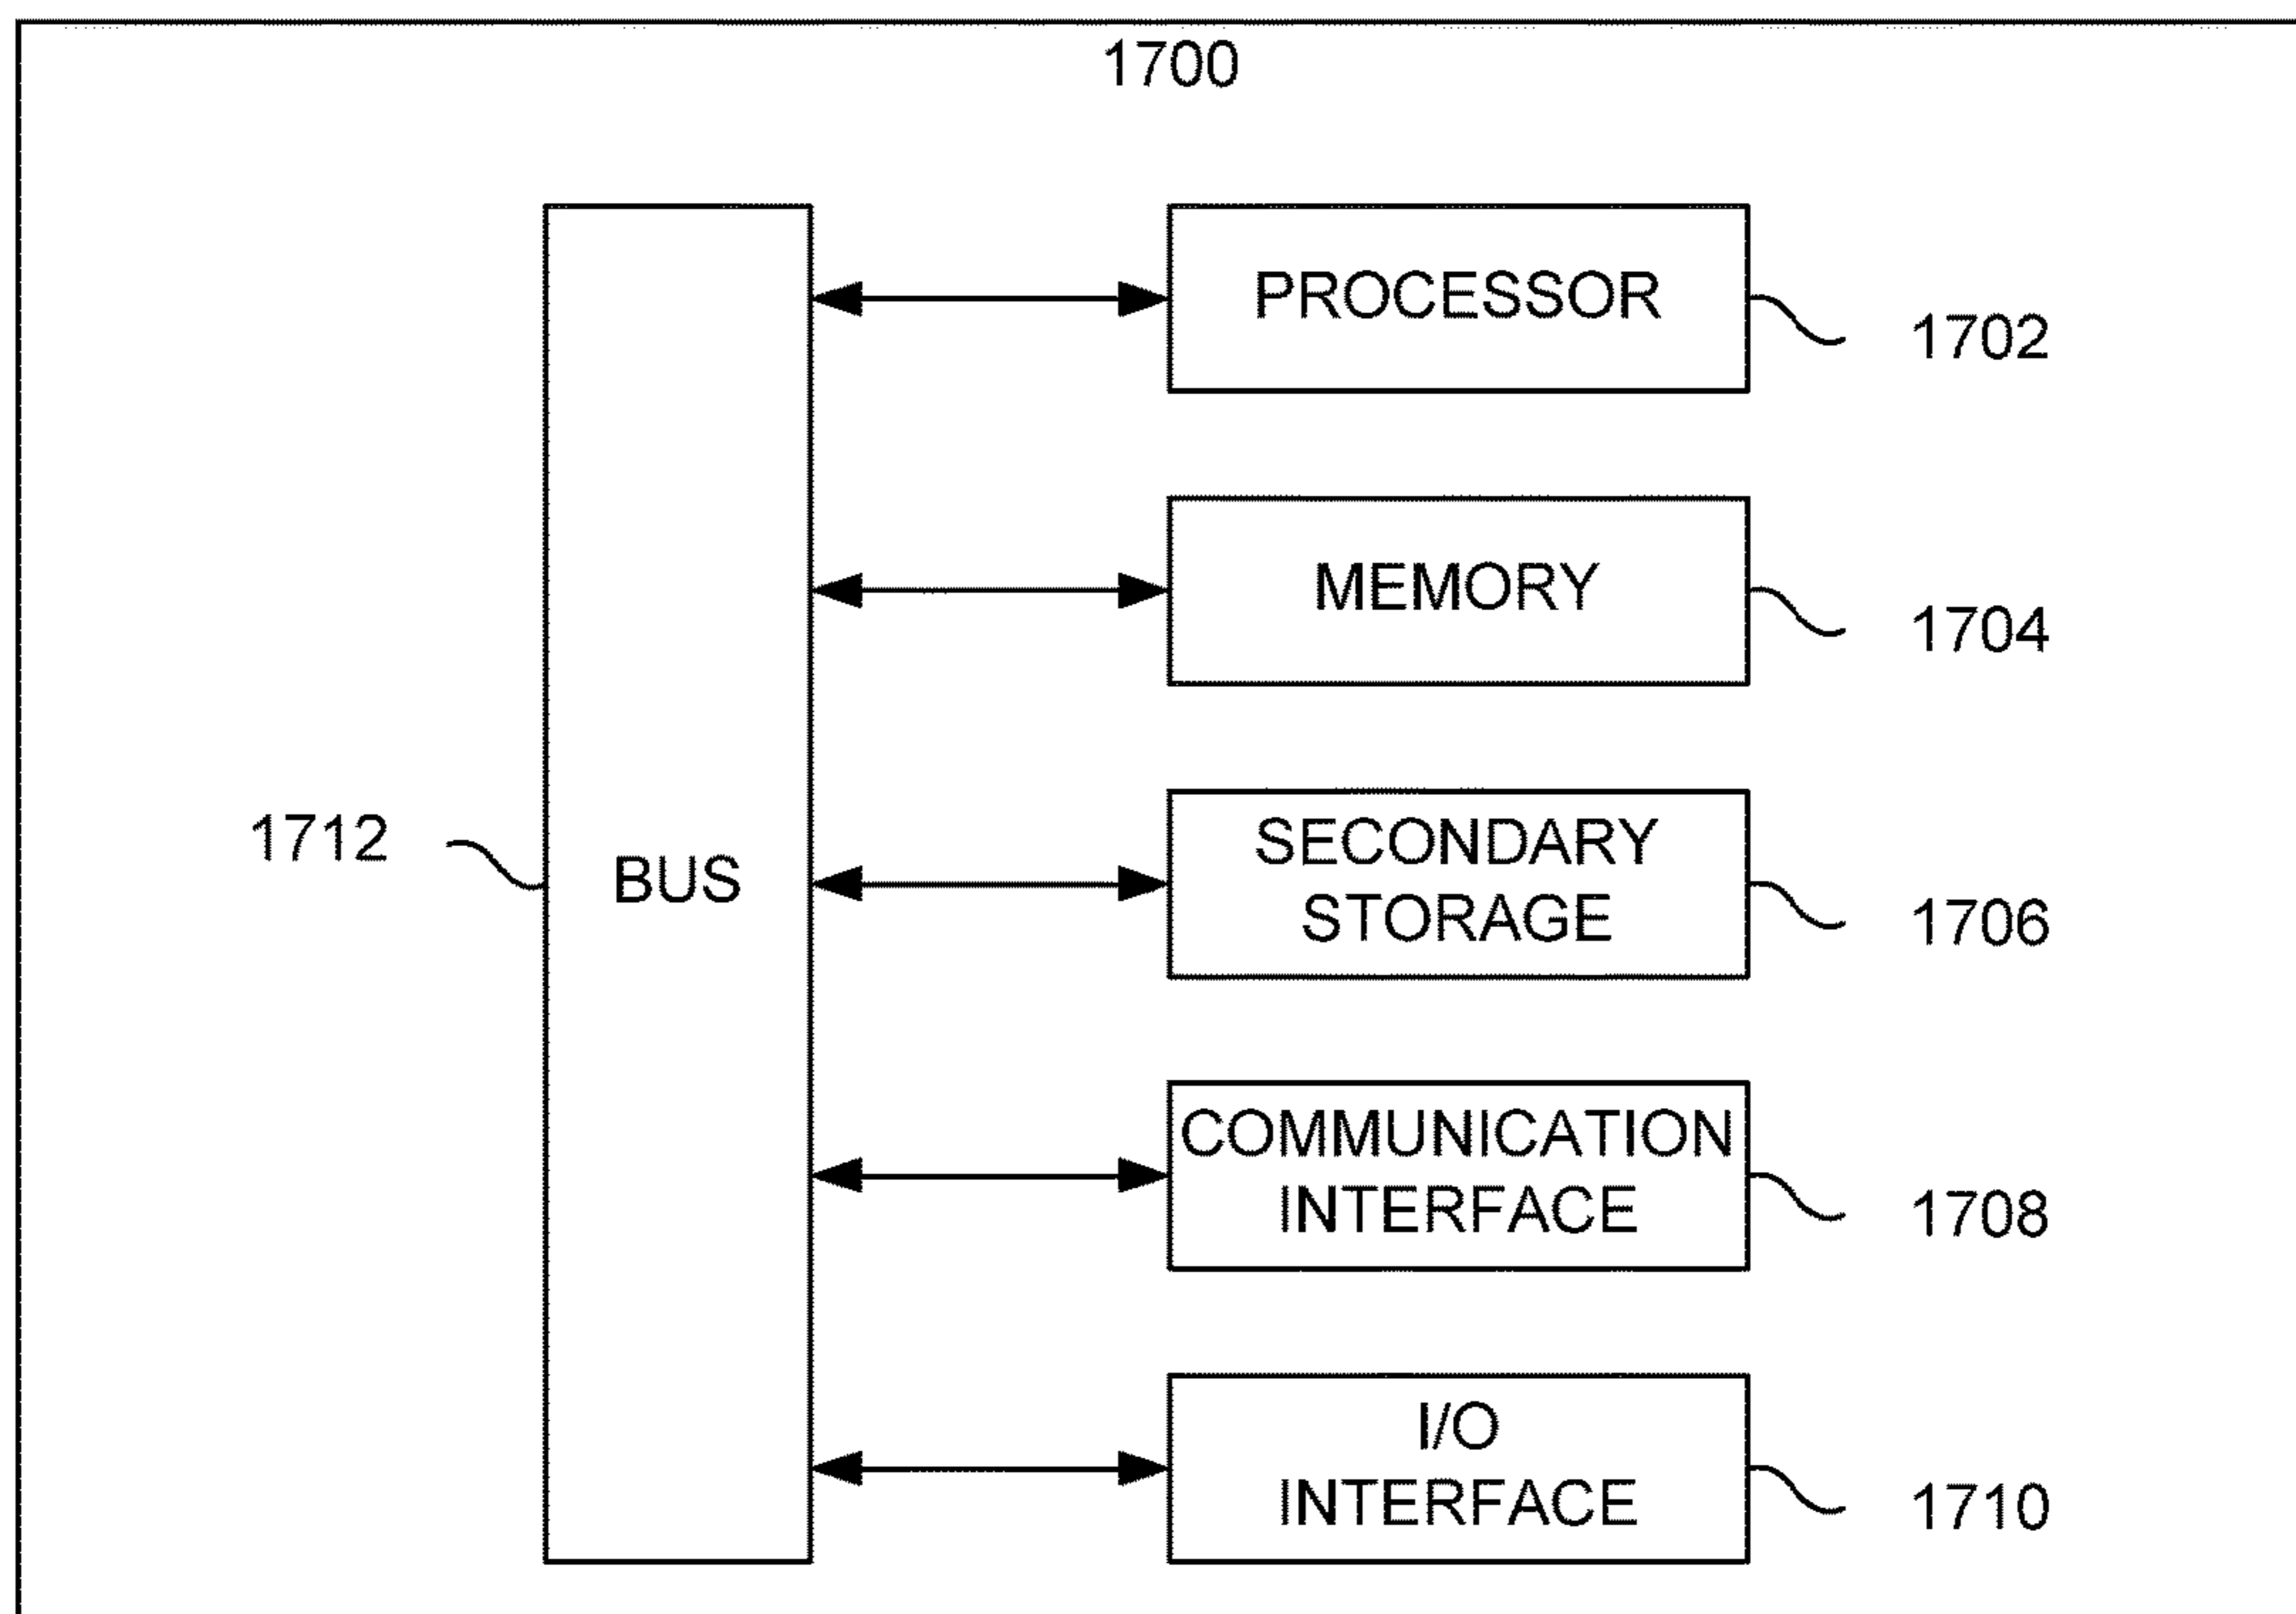 1700
PROCESSOR
1702
MEMORY
1704
1712
BUS
SECONDARY
STORAGE
1706
COMMUNICATION
INTERFACE
1708
I/O
INTERFACE
1710